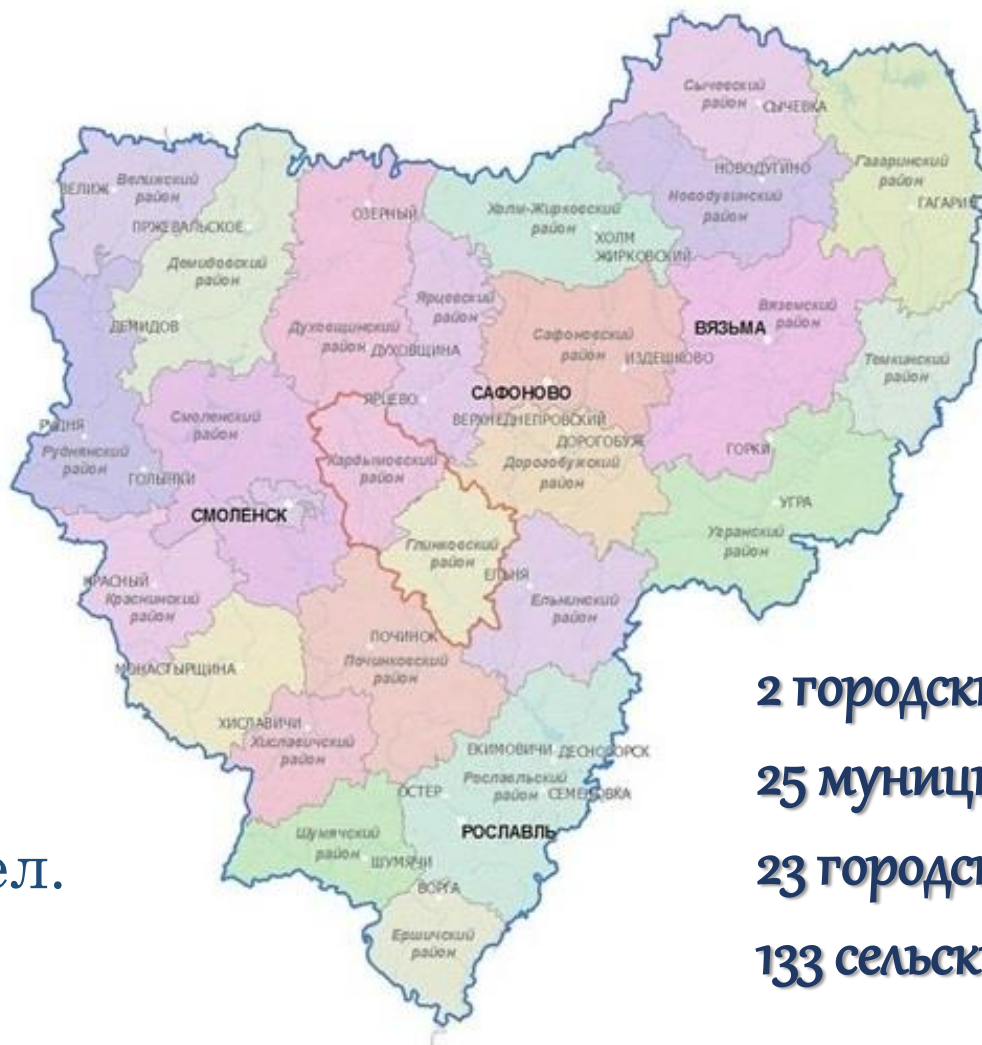 Сычевский
район
СЫЧЕВКА
Гагаринский
район
ГАГАРИН
НОВОДУГИНО
Новодугинский
район
ВЕЛИЖ
Велижский
район
ПРЖЕВАЛЬСКОЕ
Демидовский
район
ДЕМИДОВ
ОЗЕРНЫЙ
Холм-Жирковский
район
ХОЛМ
ЖИРКОВСКИЙ
Духовщинский
район
ДУХОВЩИНА
Ярцевский
район
ЯРЦЕВО
Сафоновский
район
ИЗДЕШКОВО
САФОНОВО
ВЯЗЬМА
Вяземский
район
Темкинский
район
ВЕРХНЕДНЕПРОВСКИЙ
ДОРОГОБУЖ
Дорогобужский
район
ГОРКИ
УГРА
Угранский
район
РУДНЯ
Руднянский
район
ГОЛЫНКИ
Смоленский
район
СМОЛЕНСК
Кардымовский
район
Глинковский
район
ЕЛЬНЯ
Ельнинский
район
КРАСНЫЙ
Краснинский
район
МОНАСТЫРЩИНА
ПОЧИНОК
Починковский
район
ХИСЛАВИЧИ
Хиславичский
район
ЕКИМОВИЧИ
ДЕСНОГОРСК
ОСТЕР
Рославльский
район
СЕМЕНОВКА
РОСЛАВЛЬ
Шумячский
район
ШУМЯЧИ
ВОРГА
Ершичский
район
ел.
2 городски
25 муници
23 городск
133 сельск